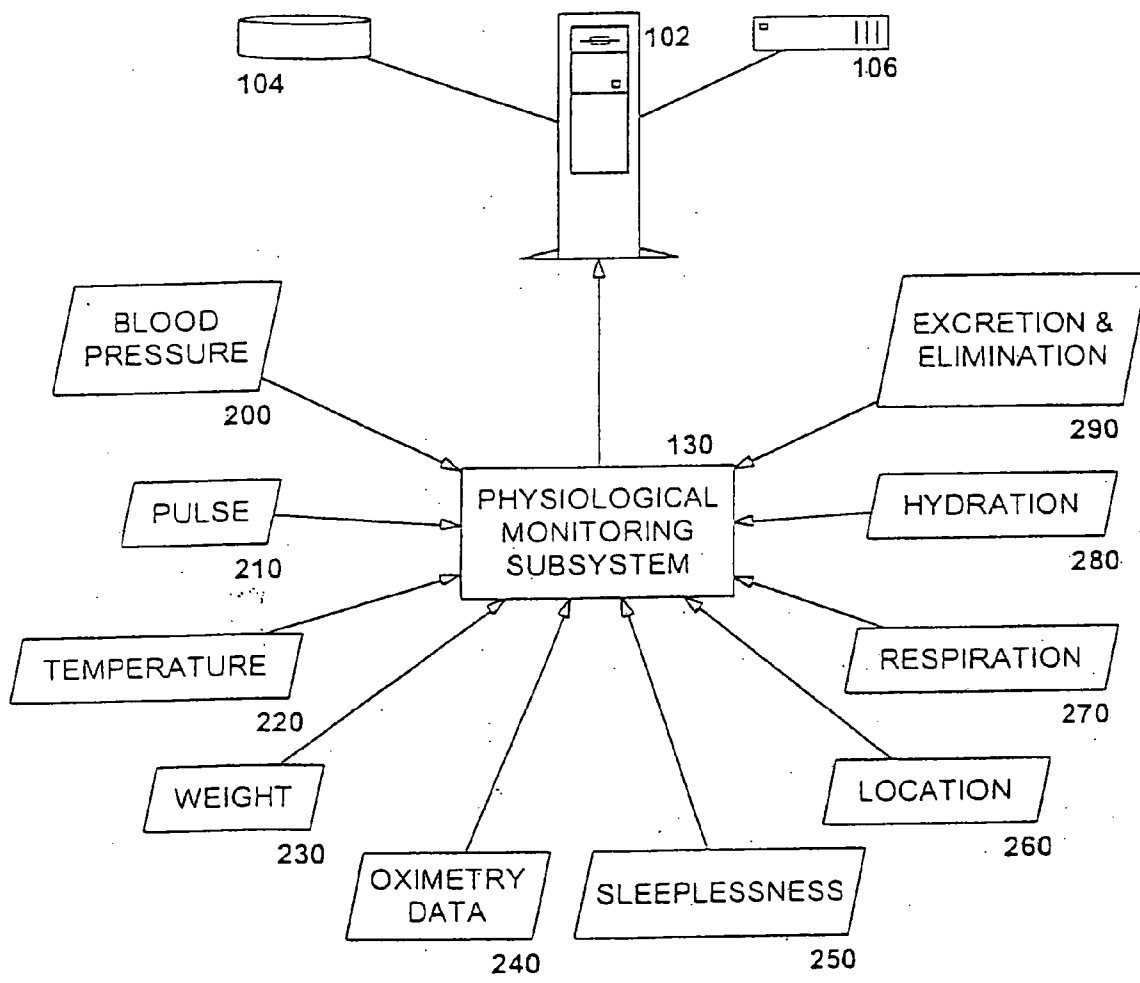 102
104
106
BLOOD
PRESSURE
200
EXCRETION &
ELIMINATION
290
130
PHYSIOLOGICAL
MONITORING
SUBSYSTEM
PULSE
210
HYDRATION
280
TEMPERATURE
220
RESPIRATION
270
WEIGHT
230
LOCATION
260
OXIMETRY
DATA
240
SLEEPLESSNESS
250